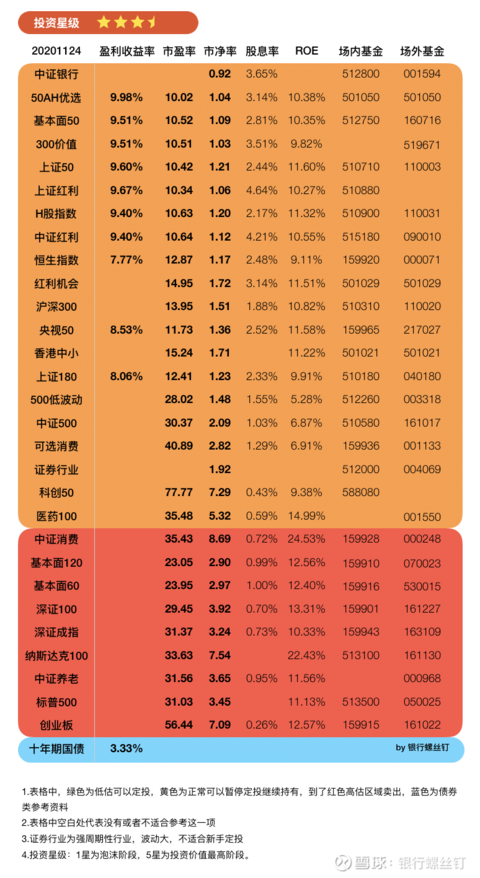 投资星级
20201124 盈利收益率 市盈率 市净率 股息率 ROE 场内基金 场外基金
中证银行 0.92 3.65% 512800 001594
50AH优选 9.98% 10.02 1.04 3.14% 10.38% 501050 501050
基本面50 9.51% 10.52 1.09 2.81% 10.35% 512750 160716
300价值 9.51% 10.51 1.03 3.51% 9.82% 519671
上证50 9.60% 10.42 1.21 2.44% 11.60% 510710 110003
上证红利 9.67% 10.34 1.06 4.64% 10.27% 510880
H股指数 9.40% 10.63 1.20 2.17% 11.32% 510900 110031
中证红利 9.40% 10.64 1.12 4.21% 10.55% 515180 090010
恒生指数 7.77% 12.87 1.17 2.48% 9.11% 159920 000071
红利机会 14.95 1.72 3.14% 11.51% 501029 501029
沪深300 13.95 1.51 1.88% 10.82% 510310 110020
央视50 8.53% 11.73 1.36 2.52% 11.58% 159965 217027
香港中小 15.24 1.71 11.22% 501021 501021
上证180 8.06% 12.41 1.23 2.33% 9.91% 510180 040180
500低波动 28.02 1.48 1.55% 5.28% 512260 003318
中证500 30.37 2.09 1.03% 6.87% 510580 161017
可选消费 40.89 2.82 1.29% 6.91% 159936 001133
证券行业 1.92 512000 004069
科创50 77.77 7.29 0.43% 9.38% 588080
医药100 35.48 5.32 0.59% 14.99% 001550
中证消费 35.43 8.69 0.72% 24.53% 159928 000248
基本面120 23.05 2.90 0.99% 12.56% 159910 070023
基本面60 23.95 2.97 1.00% 12.40% 159916 530015
深证100 29.45 3.92 0.70% 13.31% 159901 161227
深证成指 31.37 3.24 0.73% 10.33% 159943 163109
纳斯达克100 33.63 7.54 22.43% 513100 161130
中证养老 31.56 3.65 0.95% 11.56% 000968
标普500 31.03 3.45 11.13% 513500 050025
创业板 56.44 7.09 0.26% 12.57% 159915 161022
十年期国债 3.33% by 银行螺丝钉
1.表格中，绿色为低估可以定投，黄色为正常可以暂停定投继续持有，到了红色高估区域卖出，蓝色为债券
类参考资料
2.表格中空白处代表没有或者不适合参考这一项
3.证券行业为强周期性行业，波动大，不适合新手定投
4.投资星级：1星为泡沫阶段，5星为投资价值最高阶段。
雪球：银行螺丝钉